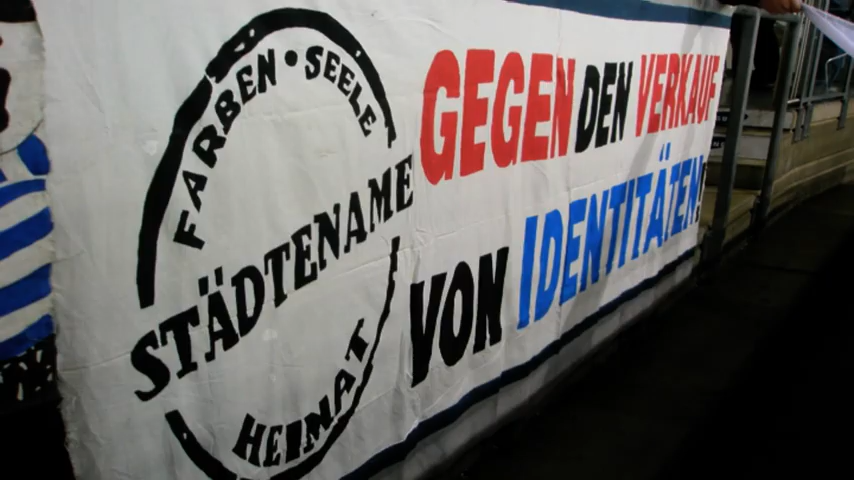 FARBEN • SEELE
STÄDTENAME
HEIMAT
GEGEN DEN VERKAUF
VON IDENTITÄTEN!